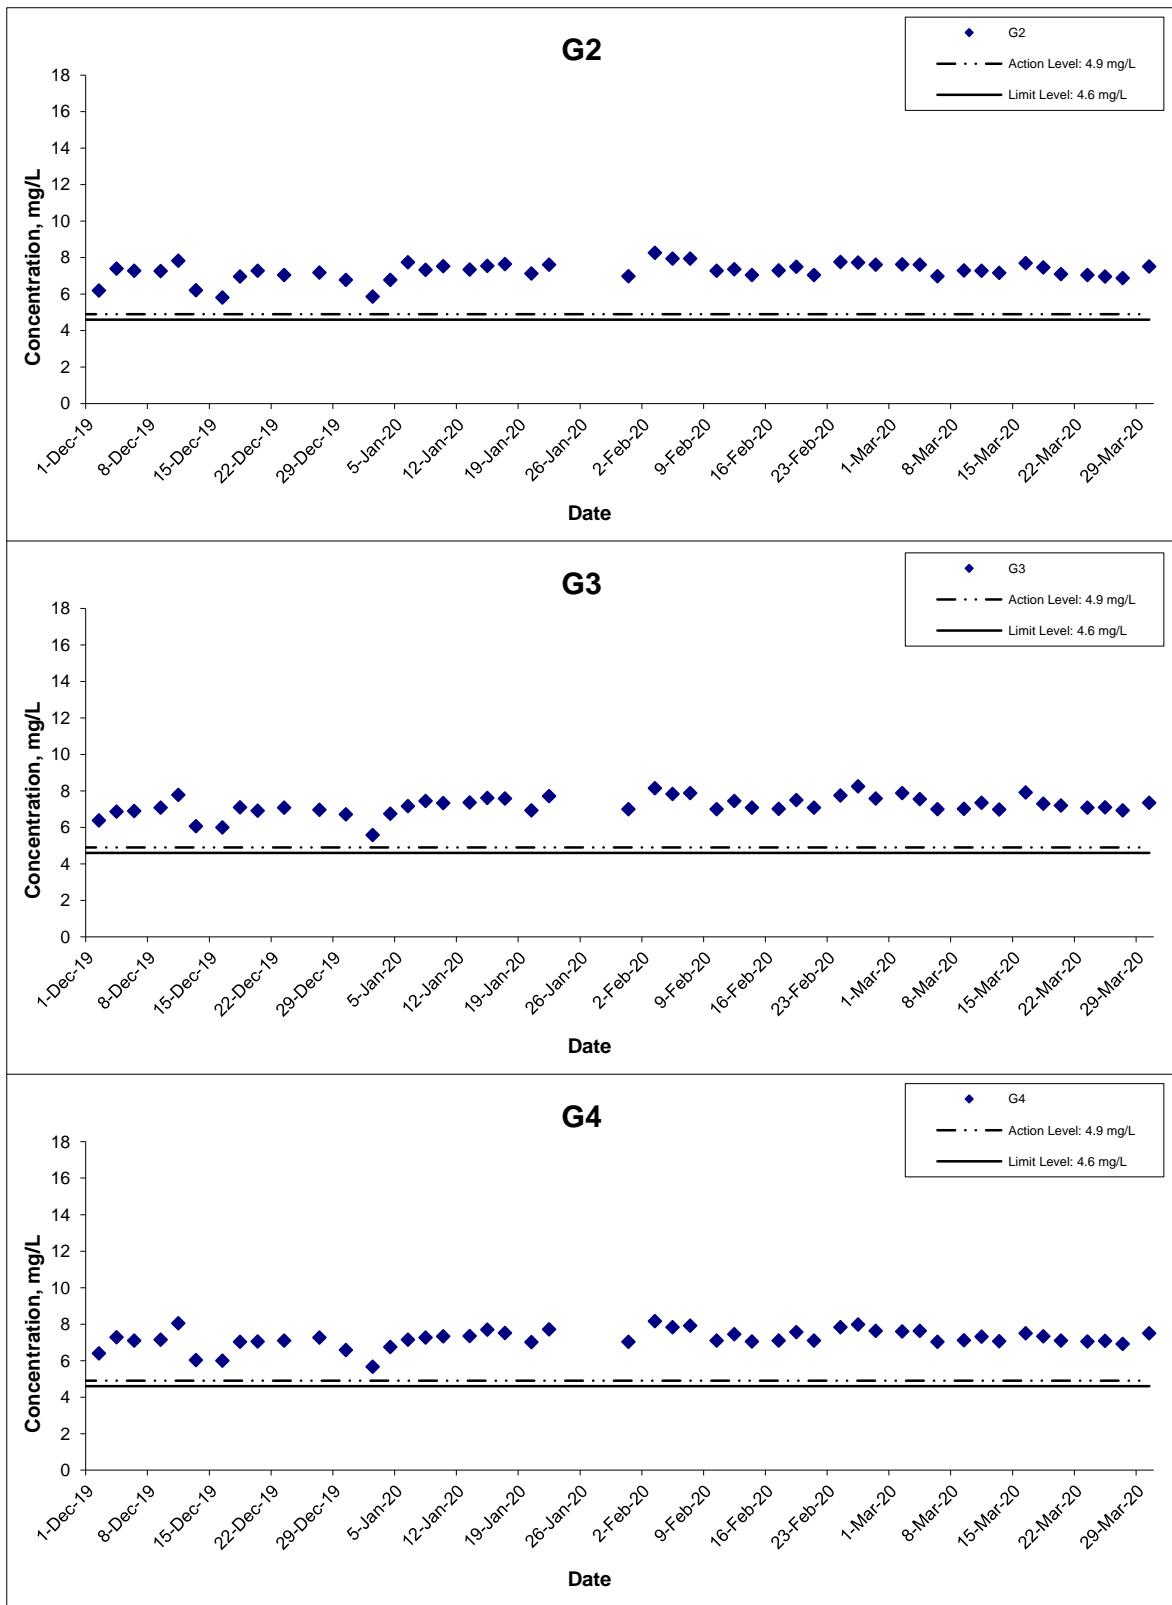 G2
G2
Action Level: 4.9 mg/L
Limit Level: 4.6 mg/L
Concentration, mg/L
18
16
14
12
10
8
6
4
2
0
1-Dec-19
8-Dec-19
15-Dec-19
22-Dec-19
29-Dec-19
5-Jan-20
12-Jan-20
19-Jan-20
26-Jan-20
2-Feb-20
9-Feb-20
16-Feb-20
23-Feb-20
1-Mar-20
8-Mar-20
15-Mar-20
22-Mar-20
29-Mar-20
Date
G3
G3
Action Level: 4.9 mg/L
Limit Level: 4.6 mg/L
Concentration, mg/L
18
16
14
12
10
8
6
4
2
0
1-Dec-19
8-Dec-19
15-Dec-19
22-Dec-19
29-Dec-19
5-Jan-20
12-Jan-20
19-Jan-20
26-Jan-20
2-Feb-20
9-Feb-20
16-Feb-20
23-Feb-20
1-Mar-20
8-Mar-20
15-Mar-20
22-Mar-20
29-Mar-20
Date
G4
G4
Action Level: 4.9 mg/L
Limit Level: 4.6 mg/L
Concentration, mg/L
18
16
14
12
10
8
6
4
2
0
1-Dec-19
8-Dec-19
15-Dec-19
22-Dec-19
29-Dec-19
5-Jan-20
12-Jan-20
19-Jan-20
26-Jan-20
2-Feb-20
9-Feb-20
16-Feb-20
23-Feb-20
1-Mar-20
8-Mar-20
15-Mar-20
22-Mar-20
29-Mar-20
Date